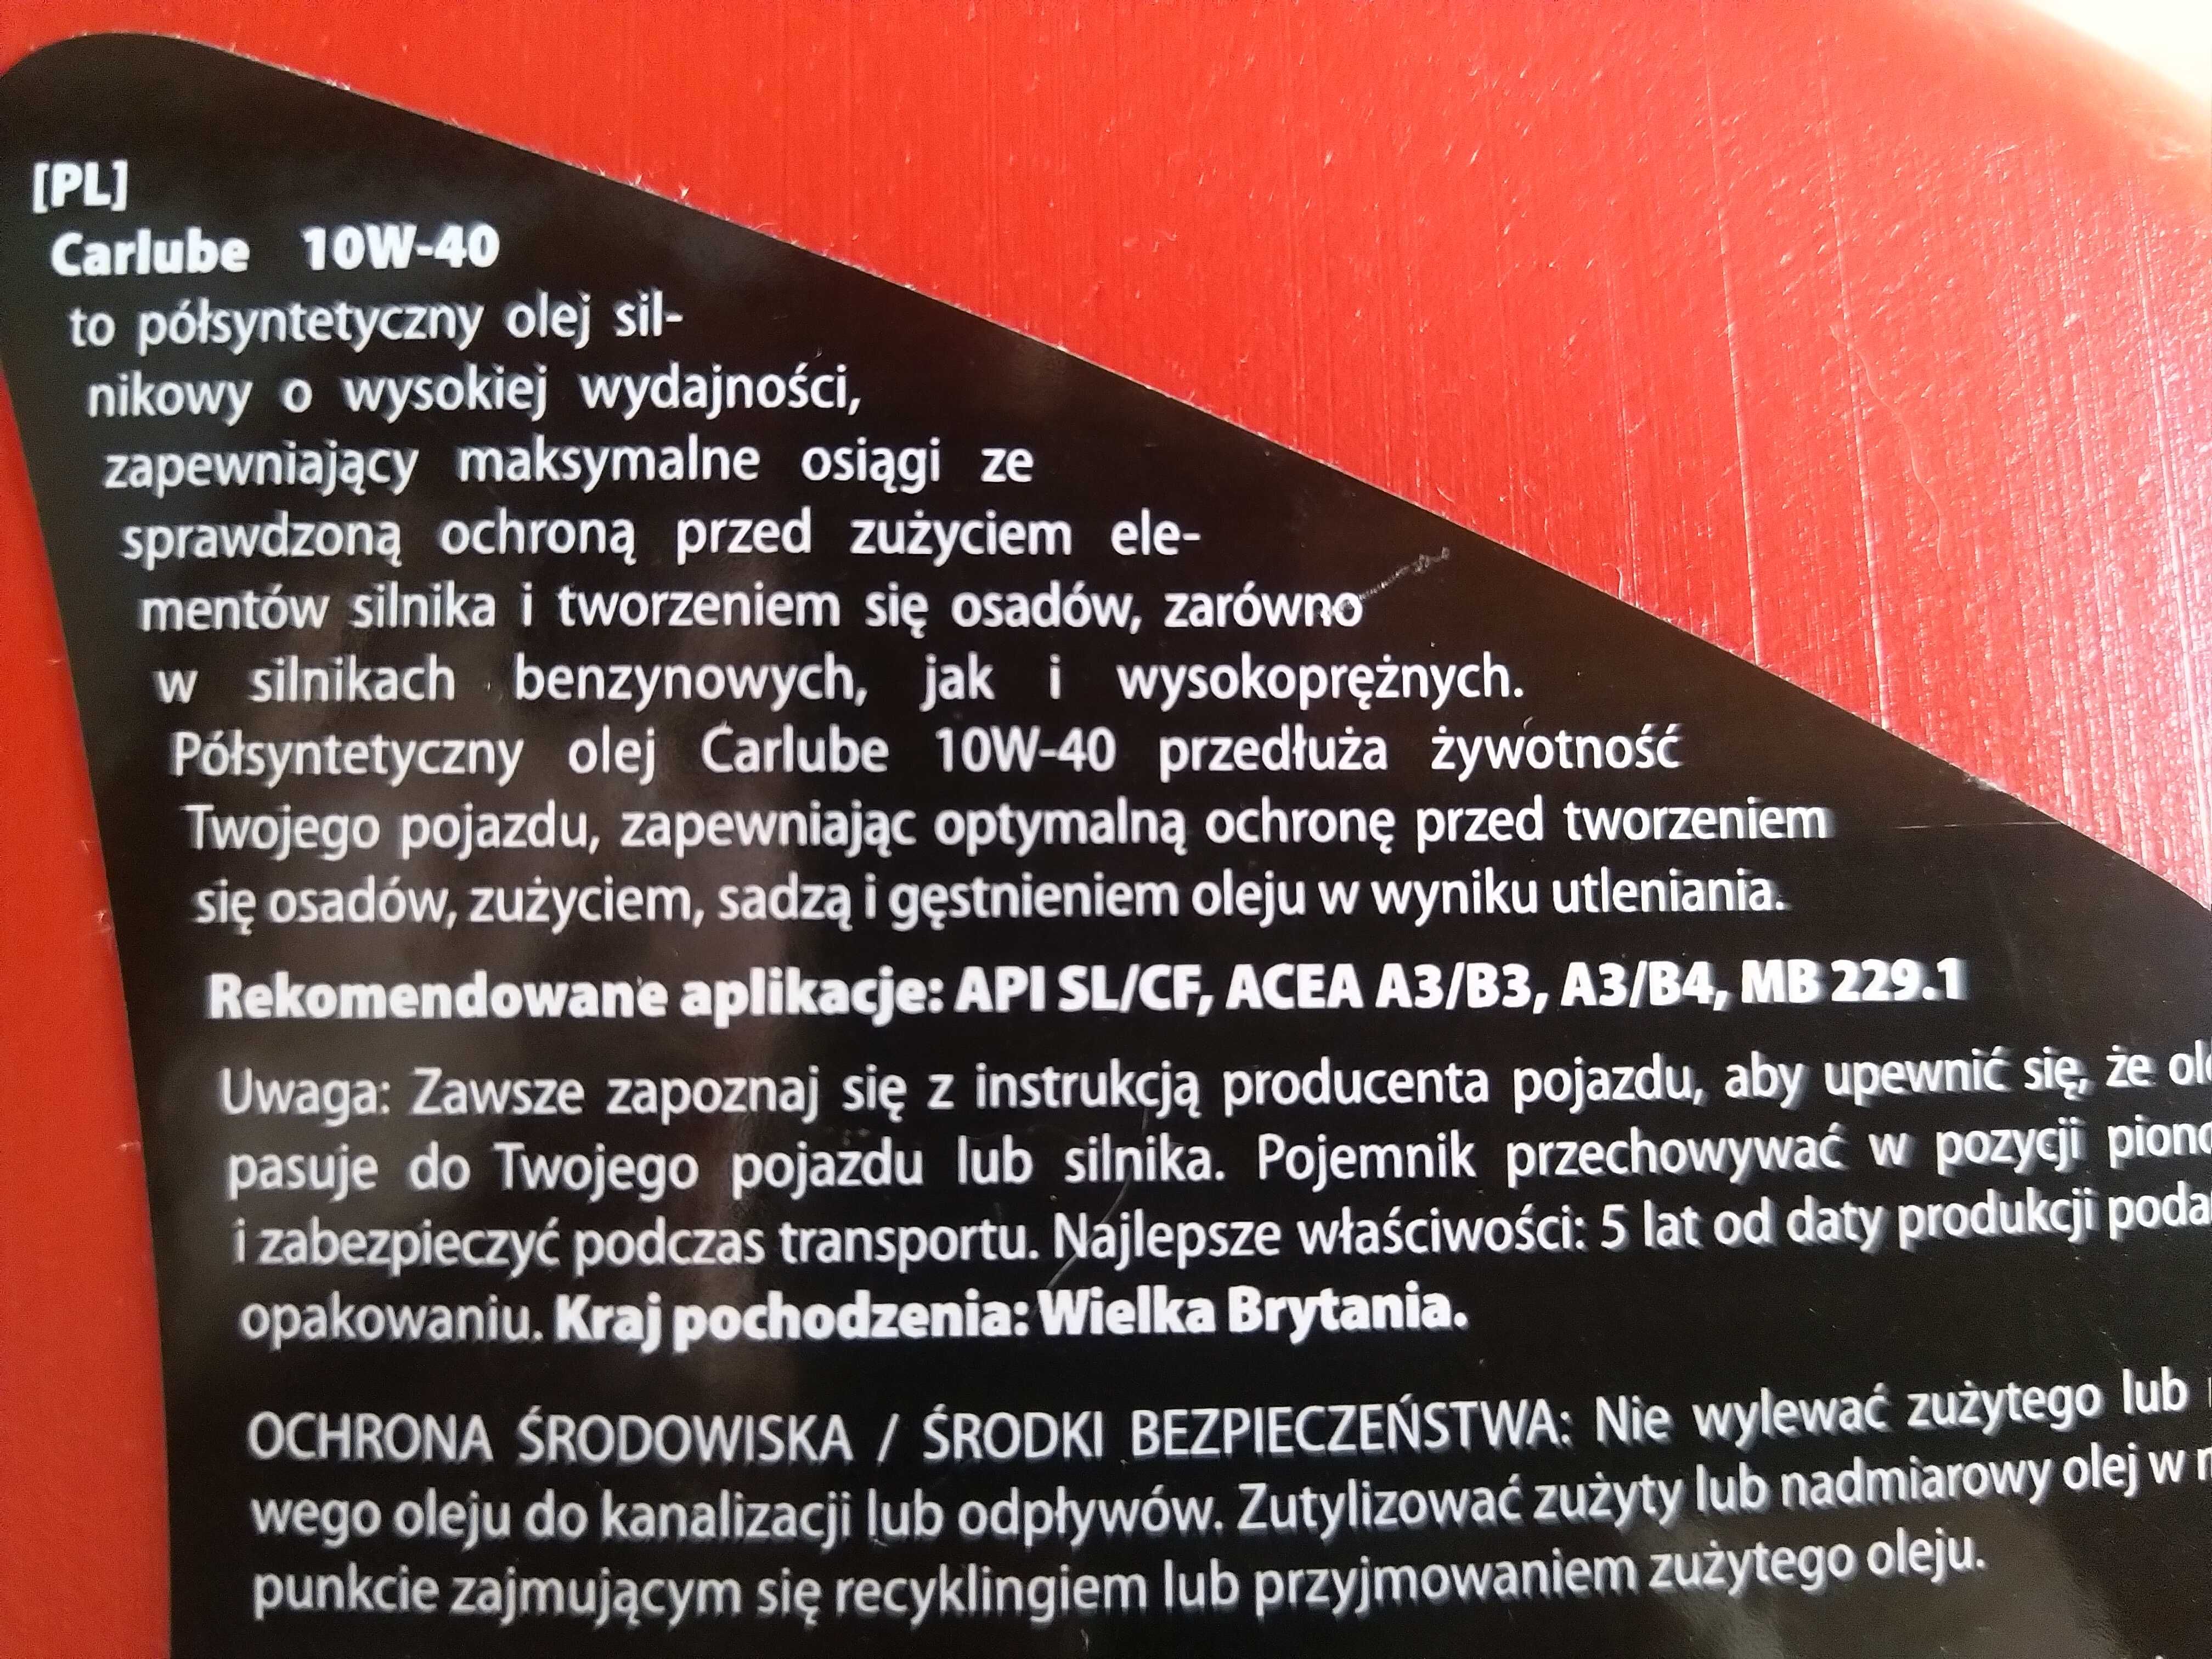 [PL]
Carlube 10W-40
to półsyntetyczny olej sil-
nikowy o wysokiej wydajności,
zapewniający maksymalne osiągi ze
sprawdzoną ochroną przed zużyciem ele-
mentów silnika i tworzeniem się osadów, zarówno
w silnikach benzynowych, jak i wysokoprężnych.
Półsyntetyczny olej Carlube 10W-40 przedłuża żywotność
Twojego pojazdu, zapewniając optymalną ochronę przed tworzeniem
się osadów, zużyciem, sadzą i gęstnieniem oleju w wyniku utleniania.
Rekomendowane aplikacje: API SL/CF, ACEA A3/B3, A3/B4, MB 229.1
Uwaga: Zawsze zapoznaj się z instrukcją producenta pojazdu, aby upewnić się, że
pasuje do Twojego pojazdu lub silnika. Pojemnik przechowywać w pozycji
i zabezpieczyć podczas transportu. Najlepsze właściwości: 5 lat od daty produkcji
opakowaniu. Kraj pochodzenia: Wielka Brytania.
OCHRONA ŚRODOWISKA / ŚRODKI BEZPIECZEŃSTWA: Nie wylewać zużytego lub
wego oleju do kanalizacji lub odpływów. Zutylizować zużyty lub nadmiarowy olej w
punkcie zajmującym się recyklingiem lub przyjmowaniem zużytego oleju.